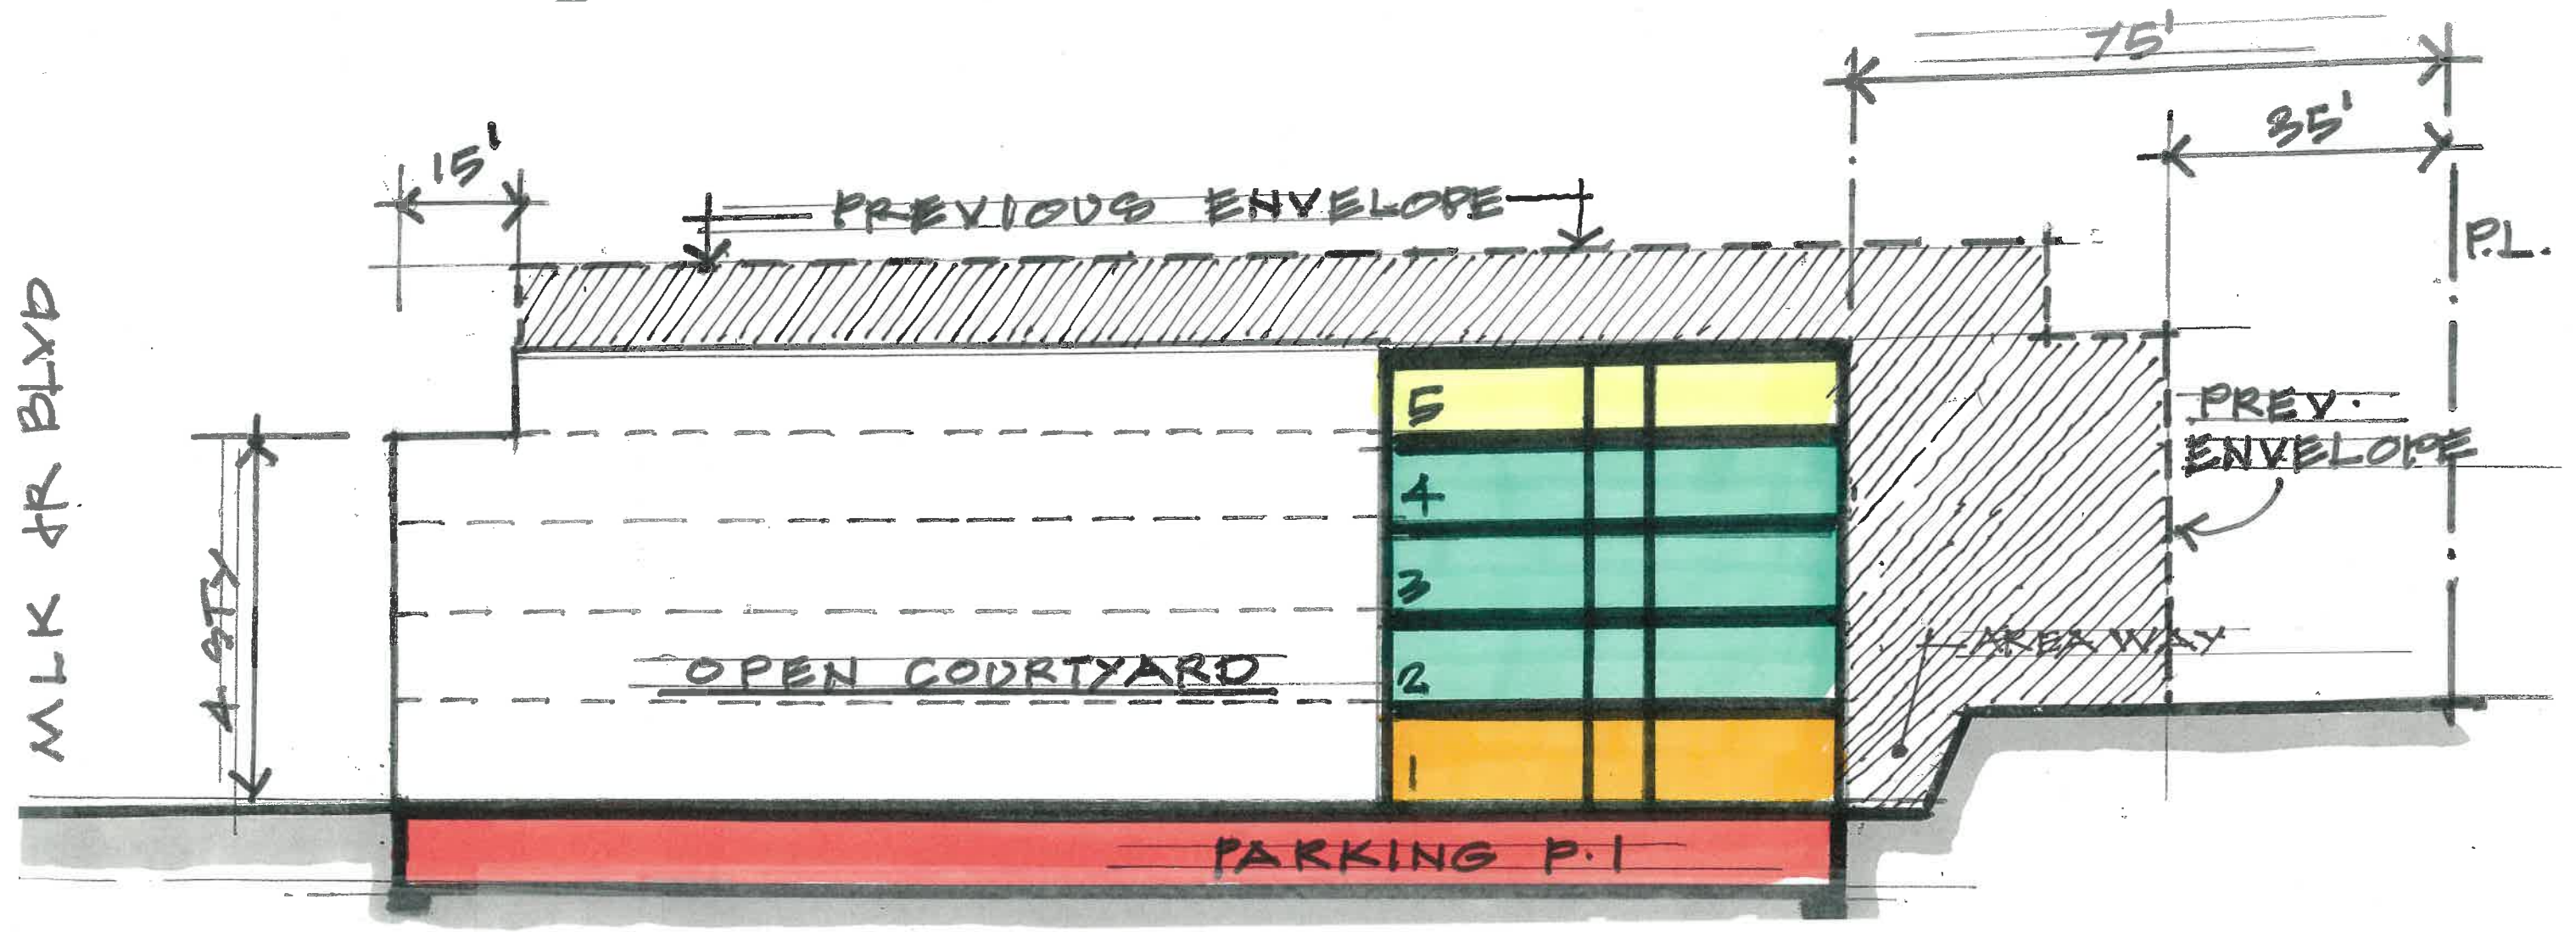 75'
35'
15'
PREVIOUS ENVELOPE
P.L.
MLK JR BLVD
PREV.
ENVELOPE
5
4
3
4 STY
AREA WAY
OPEN COURTYARD
2
1
PARKING P.1